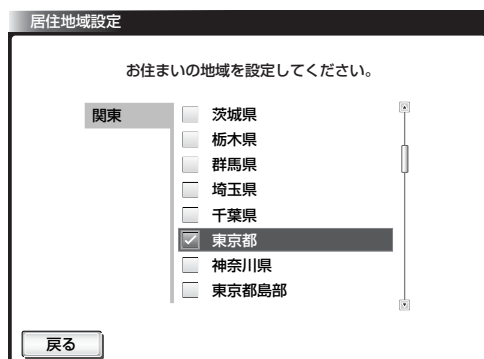 居住地域設定
お住まいの地域を設定してください。
関東
茨城県
栃木県
群馬県
埼玉県
千葉県
東京都
神奈川県
東京都島部
戻る